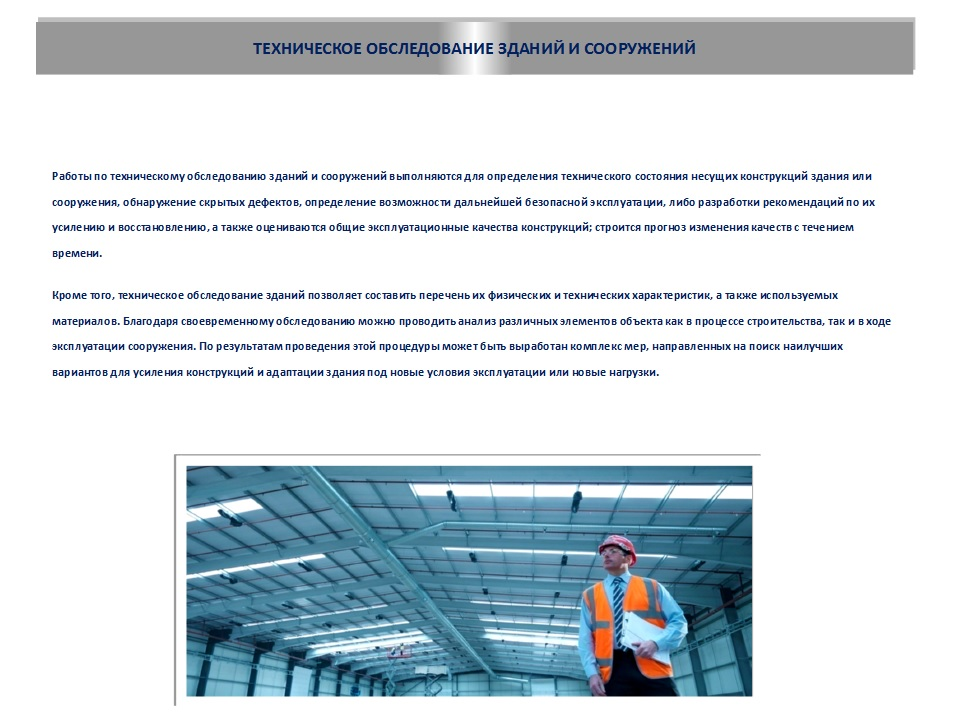 ТЕХНИЧЕСКОЕ ОБСЛЕДОВАНИЕ ЗДАНИЙ И СООРУЖЕНИЙ
Работы по техническому обследованию зданий и сооружений выполняются для определения технического состояния несущих конструкций здания или
сооружения, обнаружение скрытых дефектов, определение возможности дальнейшей безопасной эксплуатации, либо разработки рекомендаций по их
усилению и восстановлению, а также оцениваются общие эксплуатационные качества конструкций; строится прогноз изменения качеств с течением
времени.
Кроме того, техническое обследование зданий позволяет составить перечень их физических и технических характеристик, а также используемых
материалов. Благодаря своевременному обследованию можно проводить анализ различных элементов объекта как в процессе строительства, так и в ходе
эксплуатации сооружения. По результатам проведения этой процедуры может быть выработан комплекс мер, направленных на поиск наилучших
вариантов для усиления конструкций и адаптации здания под новые условия эксплуатации или новые нагрузки.